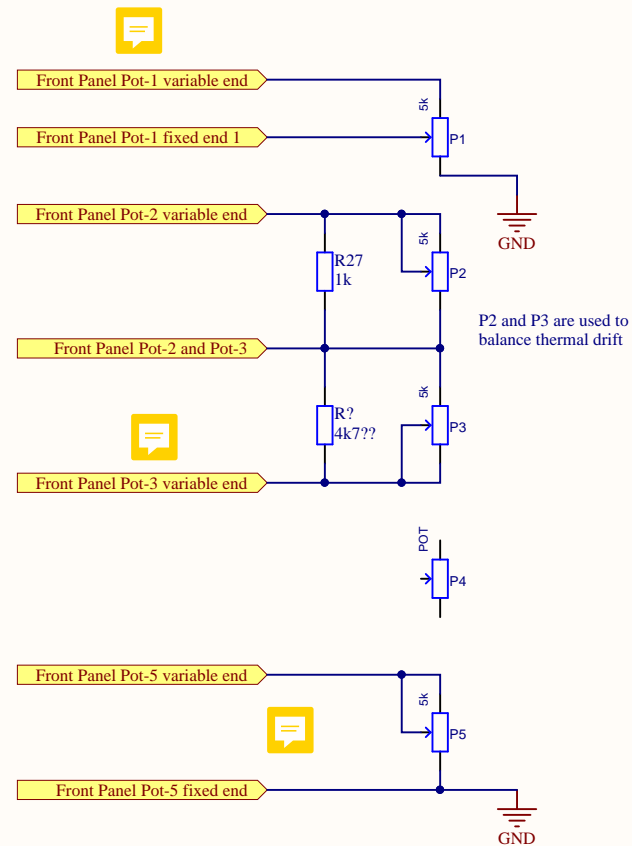 Front Panel Pot-1 variable end
5k
Front Panel Pot-1 fixed end 1
P1
Front Panel Pot-2 variable end
GND
5k
R27
1k
P2
P2 and P3 are used to
balance thermal drift
Front Panel Pot-2 and Pot-3
5k
R?
4k7??
P3
Front Panel Pot-3 variable end
POT
P4
Front Panel Pot-5 variable end
5k
P5
Front Panel Pot-5 fixed end
GND